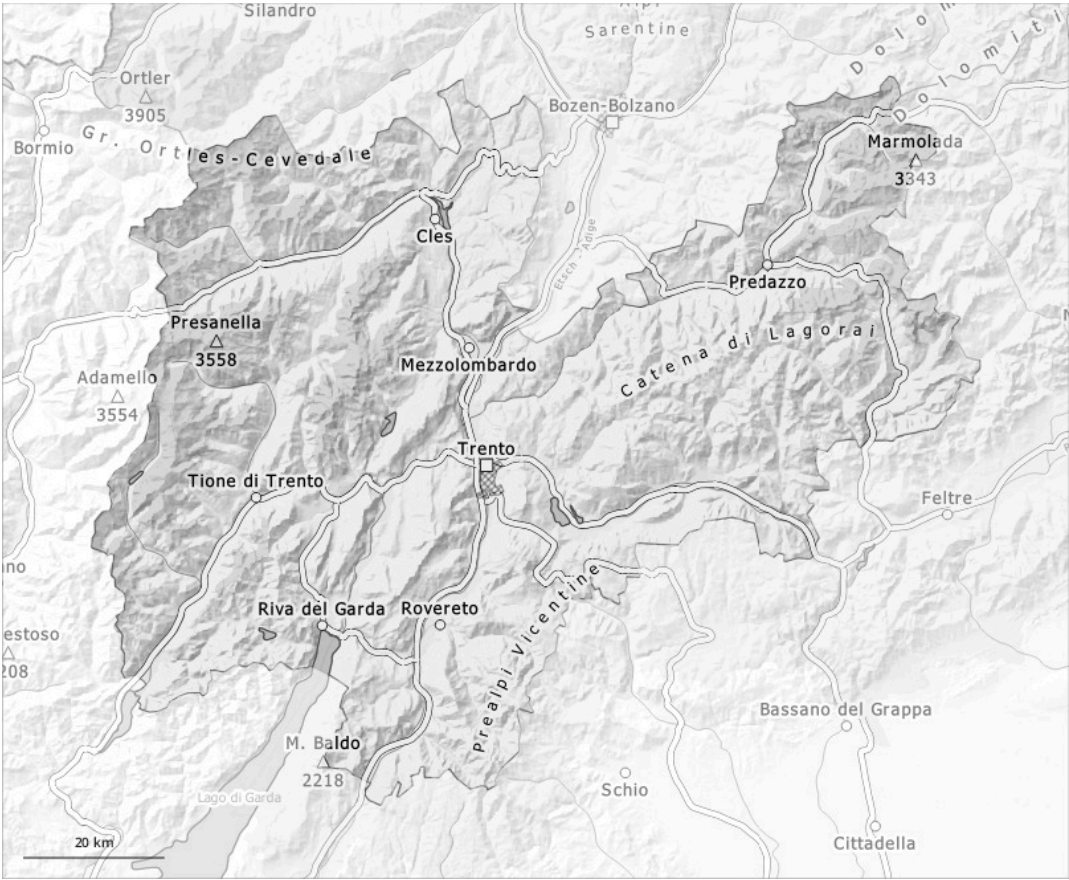 Silandro
Sarentine
Dolomiti
Ortler
3905
Bozen-Bolzano
Gr. Ortles-Cevedale
Bormio
Marmolada
3343
Cles
Etsch - Adige
Predazzo
Presanella
3558
Catena di Lagorai
Mezzolombardo
Adamello
3554
Trento
Tione di Trento
Feltre
Riva del Garda
Rovereto
Prealpi Vicentine
estoso
208
Bassano del Grappa
M. Baldo
2218
Schio
Lago di Garda
20 km
Cittadella